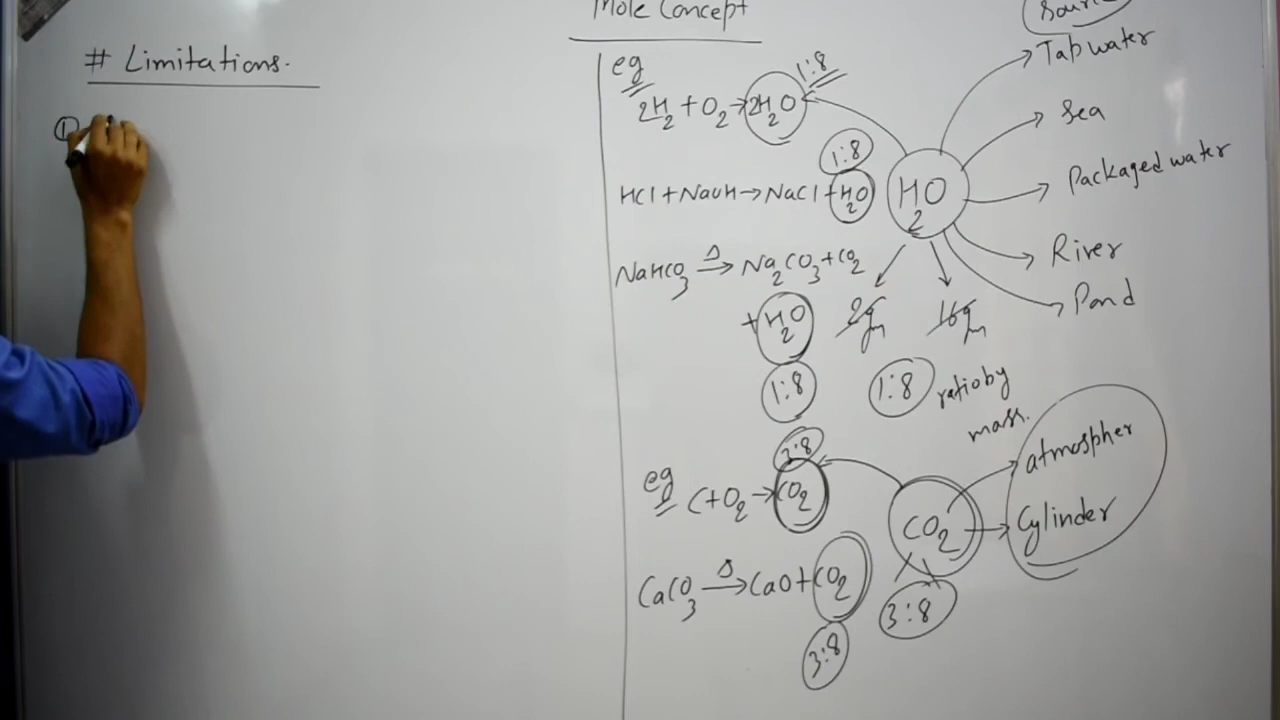 Mole Concept
# Limitations.
①
eg
2H₂ + O₂ → 2H₂O
1:8
HCl + NaOH → NaCl + H₂O
1:8
NaHCO₃ →Δ Na₂CO₃ + CO₂
+ H₂O
1:8
H₂O
Tap water
Sea
Packaged water
River
Pond
2g
16g
1:8 ratio by
mass.
eg C + O₂ → CO₂
3:8
CaCO₃ →Δ CaO + CO₂
3:8
CO₂
atmospher
Cylinder
3:8